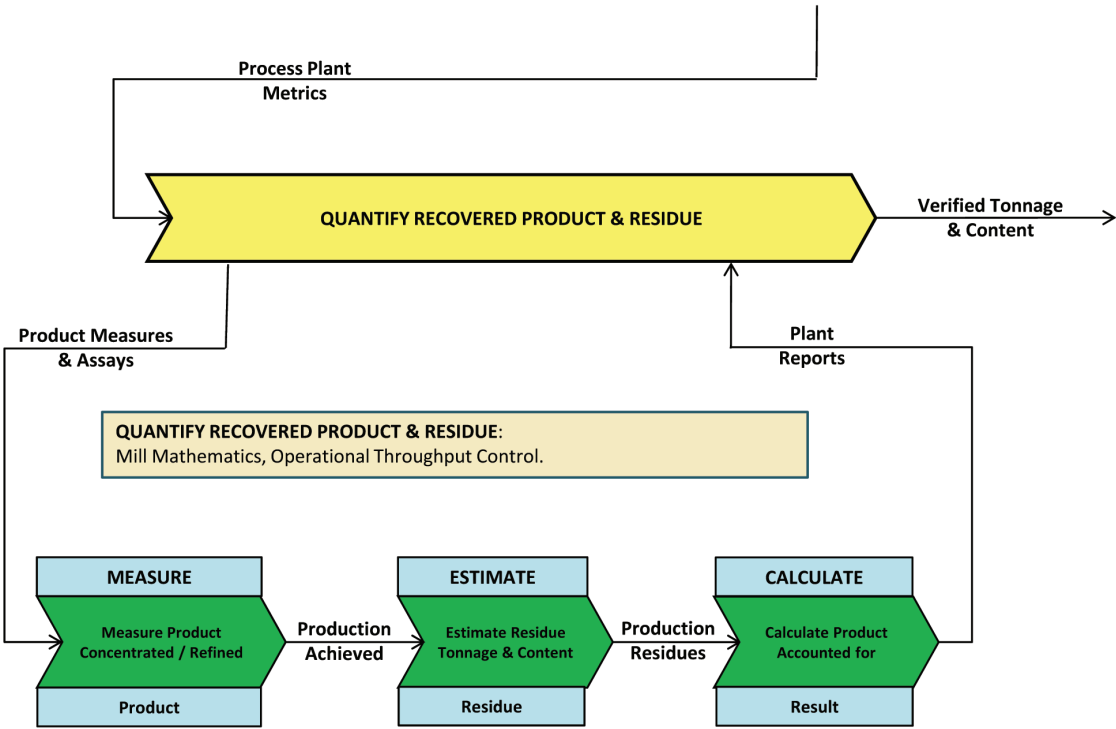 Process Plant
Metrics
QUANTIFY RECOVERED PRODUCT & RESIDUE
Verified Tonnage
& Content
Product Measures
& Assays
Plant
Reports
QUANTIFY RECOVERED PRODUCT & RESIDUE:
Mill Mathematics, Operational Throughput Control.
MEASURE
Measure Product
Concentrated / Refined
Product
Production
Achieved
ESTIMATE
Estimate Residue
Tonnage & Content
Residue
Production
Residues
CALCULATE
Calculate Product
Accounted for
Result